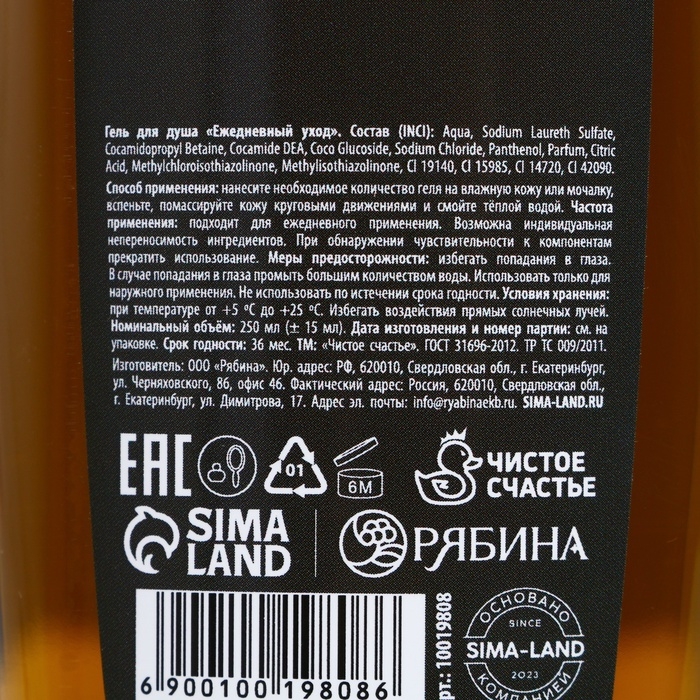 Гель для душа «Ежедневный уход». Состав (INCI): Aqua, Sodium Laureth Sulfate,
Cocamidopropyl Betaine, Cocamide DEA, Coco Glucoside, Sodium Chloride, Panthenol, Parfum, Citric
Acid, Methylchloroisothiazolinone, Methylisothiazolinone, Cl 19140, Cl 15985, Cl 14720, Cl 42090.
Способ применения: нанесите необходимое количество геля на влажную кожу или мочалку,
вспеньте, помассируйте кожу круговыми движениями и смойте тёплой водой. Частота
применения: подходит для ежедневного применения. Возможна индивидуальная
непереносимость ингредиентов. При обнаружении чувствительности к компонентам
прекратить использование. Меры предосторожности: избегать попадания в глаза.
В случае попадания в глаза промыть большим количеством воды. Использовать только для
наружного применения. Не использовать по истечении срока годности. Условия хранения:
при температуре от +5 ºС до +25 ºС. Избегать воздействия прямых солнечных лучей.
Номинальный объём: 250 мл (± 15 мл). Дата изготовления и номер партии: см. на
упаковке. Срок годности: 36 мес. ТМ: «Чистое счастье». ГОСТ 31696-2012. ТР ТС 009/2011.
Изготовитель: ООО «Рябина». Юр. адрес: РФ, 620010, Свердловская обл., г. Екатеринбург,
ул. Черняховского, 86, офис 46. Фактический адрес: Россия, 620010, Свердловская обл.,
г. Екатеринбург, ул. Димитрова, 17. Адрес эл. почты: info@ryabinaekb.ru. SIMA-LAND.RU
EAC
01
6М
ЧИСТОЕ
СЧАСТЬЕ
SIMA
LAND
РЯБИНА
6 900100 198086
рт.: 10019808
ОСНОВАНО
SINCE
SIMA-LAND
2023
КОМПАНИЕЙ